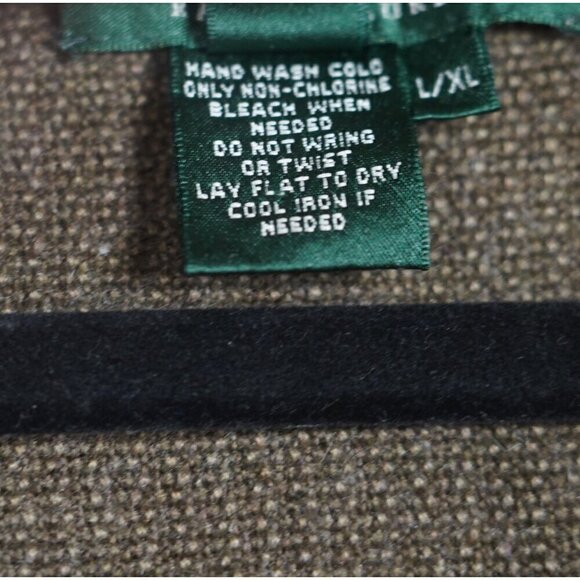 HAND WASH COLD
ONLY NON-CHLORINE
BLEACH WHEN
NEEDED
DO NOT WRING
OR TWIST
LAY FLAT TO DRY
COOL IRON IF
NEEDED
L/XL